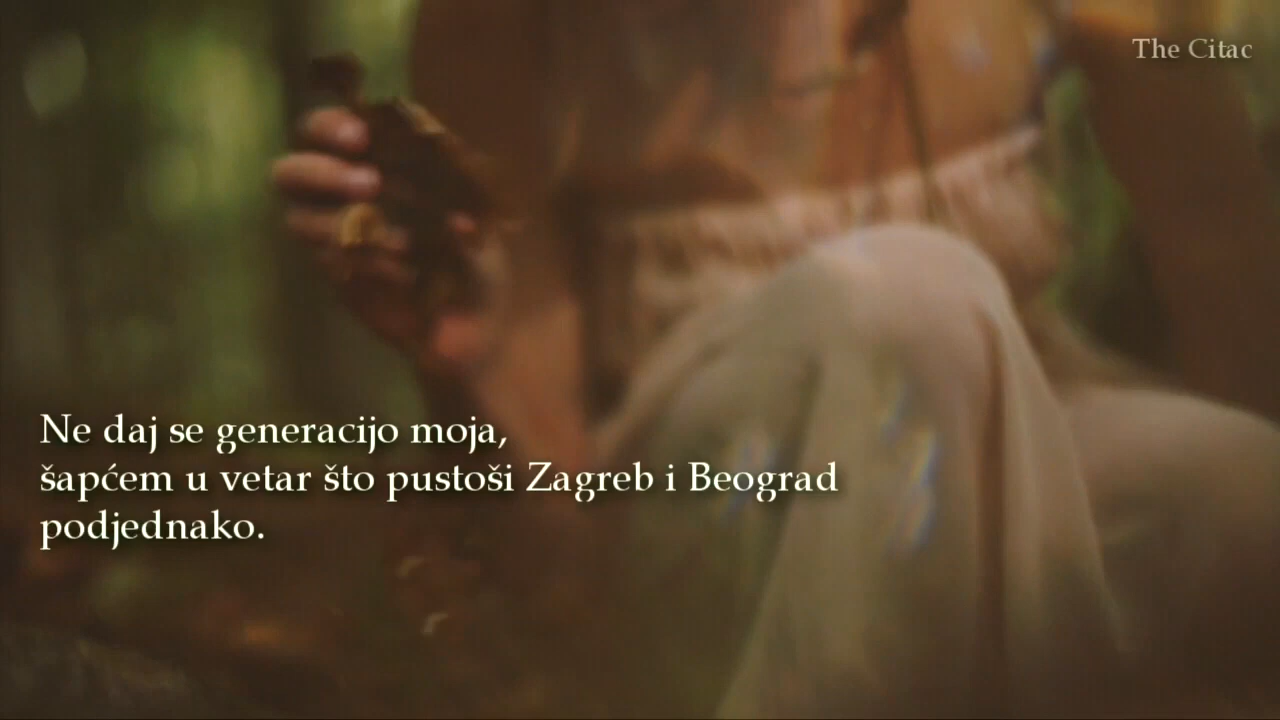 The Citac
Ne daj se generacijo moja,
šapćem u vetar što pustoši Zagreb i Beograd
podjednako.